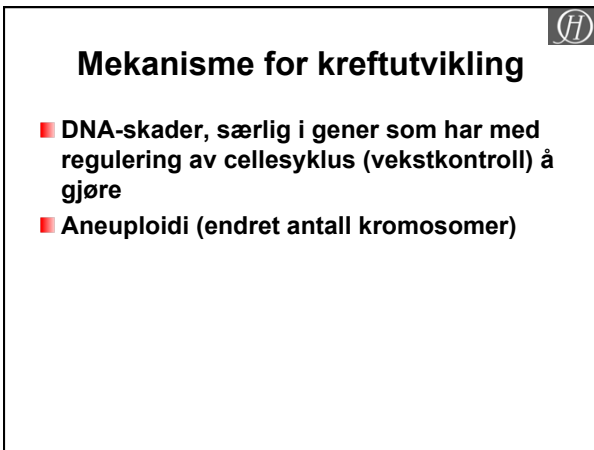 Mekanisme for kreftutvikling
DNA-skader, særlig i gener som har med
regulering av cellesyklus (vekstkontroll) å
gjøre
Aneuploidi (endret antall kromosomer)